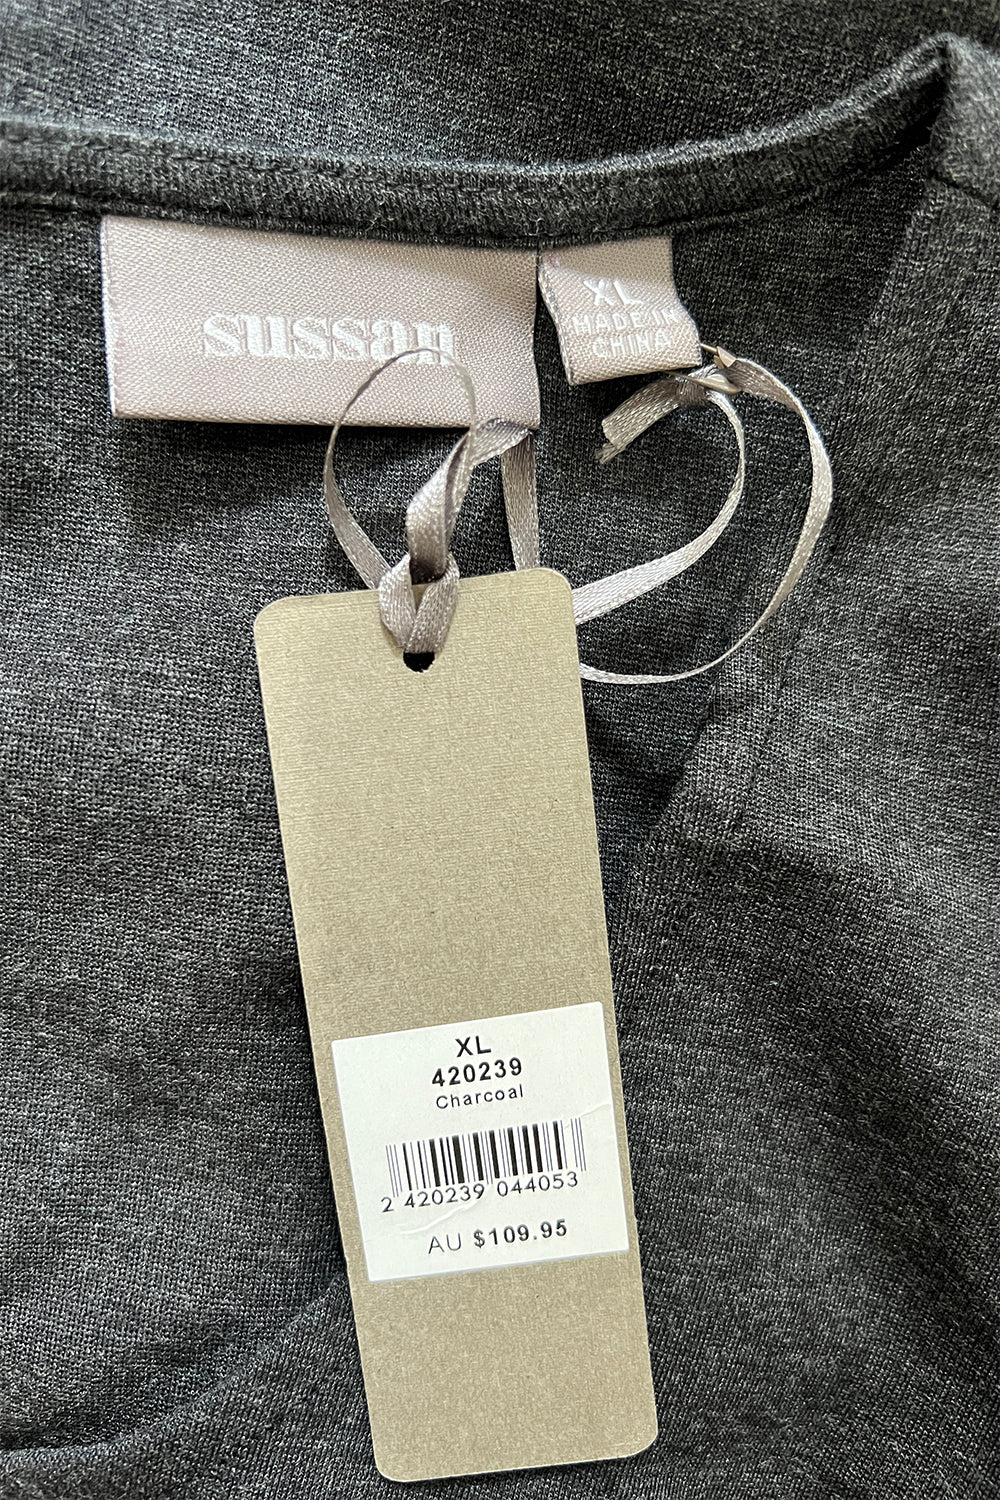 sussan
XL
MADE IN
CHINA
XL
420239
Charcoal
2 420239 044053
AU $109.95